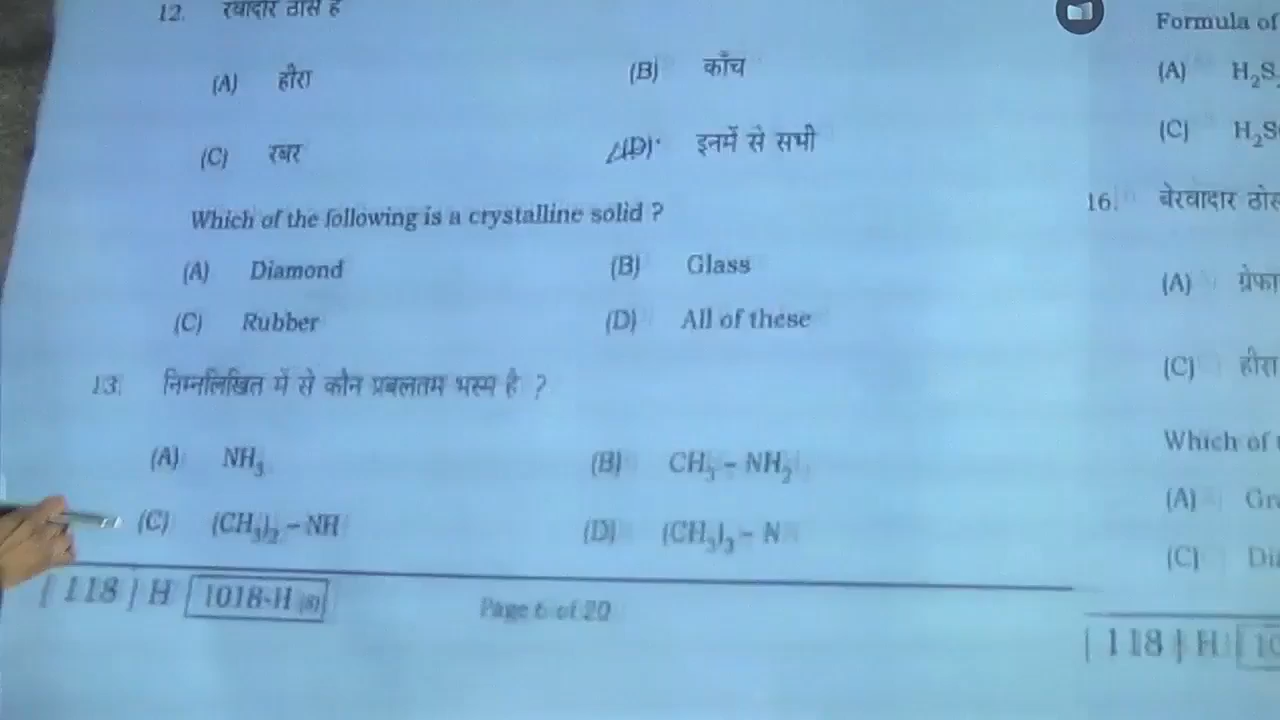 12. रवादार ठोस है
(A) हीरा (B) काँच
(C) रबर (D) इनमें से सभी
Which of the following is a crystalline solid ?
(A) Diamond (B) Glass
(C) Rubber (D) All of these
13. निम्नलिखित में से कौन प्रबलतम भस्म है ?
(A) NH₃ (B) CH₃ – NH₂
(C) (CH₃)₂ – NH (D) (CH₃)₃ – N
[ 118 ] H 1018-H (8) Page 6 of 20
Formula of
(A) H₂S
(C) H₂S
16. बेरवादार ठोस
(A) ग्रेफा
(C) हीरा
Which of
(A) Gr
(C) Di
[ 118 ] H 10